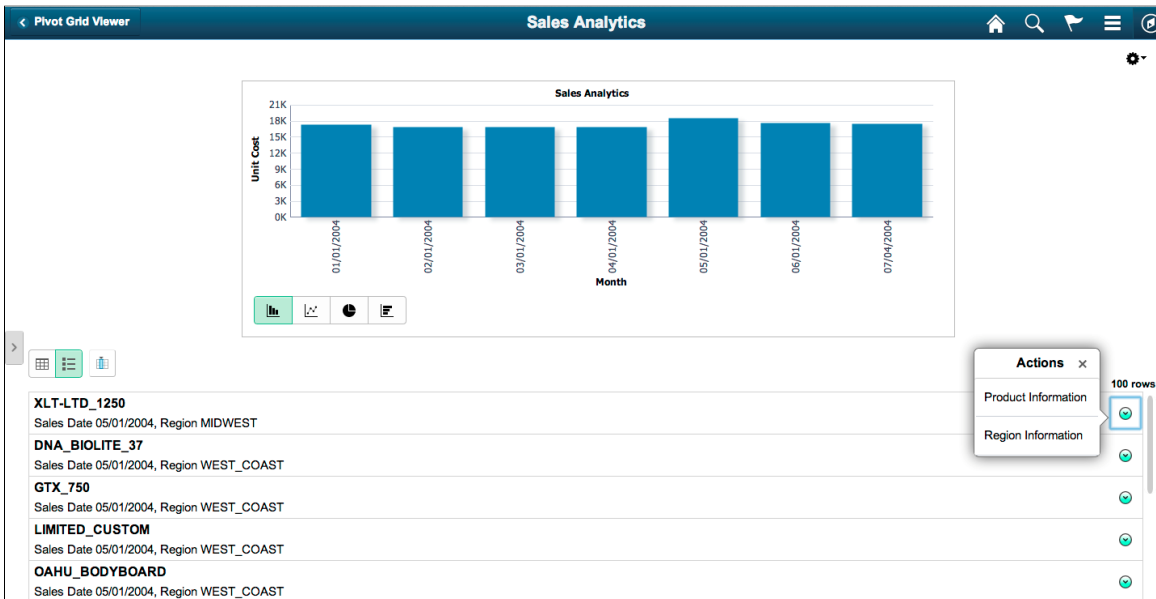 Pivot Grid Viewer
Sales Analytics
Sales Analytics
21K
18K
15K
12K
9K
6K
3K
0K
Unit Cost
01/01/2004
02/01/2004
03/01/2004
04/01/2004
05/01/2004
06/01/2004
07/04/2004
Month
Actions ×
Product Information
Region Information
100 rows
XLT-LTD_1250
Sales Date 05/01/2004, Region MIDWEST
DNA_BIOLITE_37
Sales Date 05/01/2004, Region WEST_COAST
GTX_750
Sales Date 05/01/2004, Region WEST_COAST
LIMITED_CUSTOM
Sales Date 05/01/2004, Region WEST_COAST
OAHU_BODYBOARD
Sales Date 05/01/2004, Region WEST_COAST